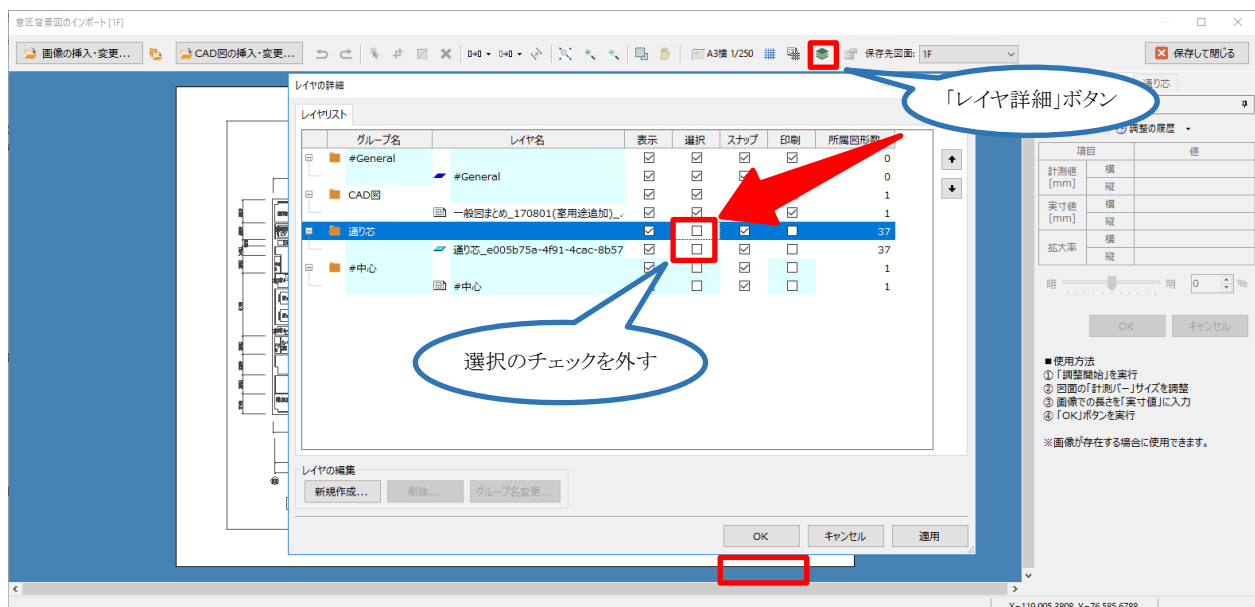 意匠背景図のインポート [1F]
画像の挿入・変更... CAD図の挿入・変更... A3横 1/250 保存先図面: 1F 保存して閉じる
「レイヤ詳細」ボタン
通り芯
レイヤの詳細
レイヤリスト
グループ名 レイヤ名 表示 選択 スナップ 印刷 所属図形数
#General 0
#General 0
CAD図 1
一般図まとめ_170801(室用途追加)_. 1
通り芯 37
通り芯_e005b75a-4f91-4cac-8b57 37
#中心 1
#中心 1
選択のチェックを外す
レイヤの編集
新規作成... 削除... グループ名変更...
OK キャンセル 適用
調整の履歴
項目 値
計測値 [mm] 横
縦
実寸値 [mm] 横
縦
拡大率 横
縦
暗 明 0 %
OK キャンセル
■使用方法
①「調整開始」を実行
② 図面の「計測バー」サイズを調整
③ 画像での長さを「実寸値」に入力
④「OK」ボタンを実行
※画像が存在する場合に使用できます。